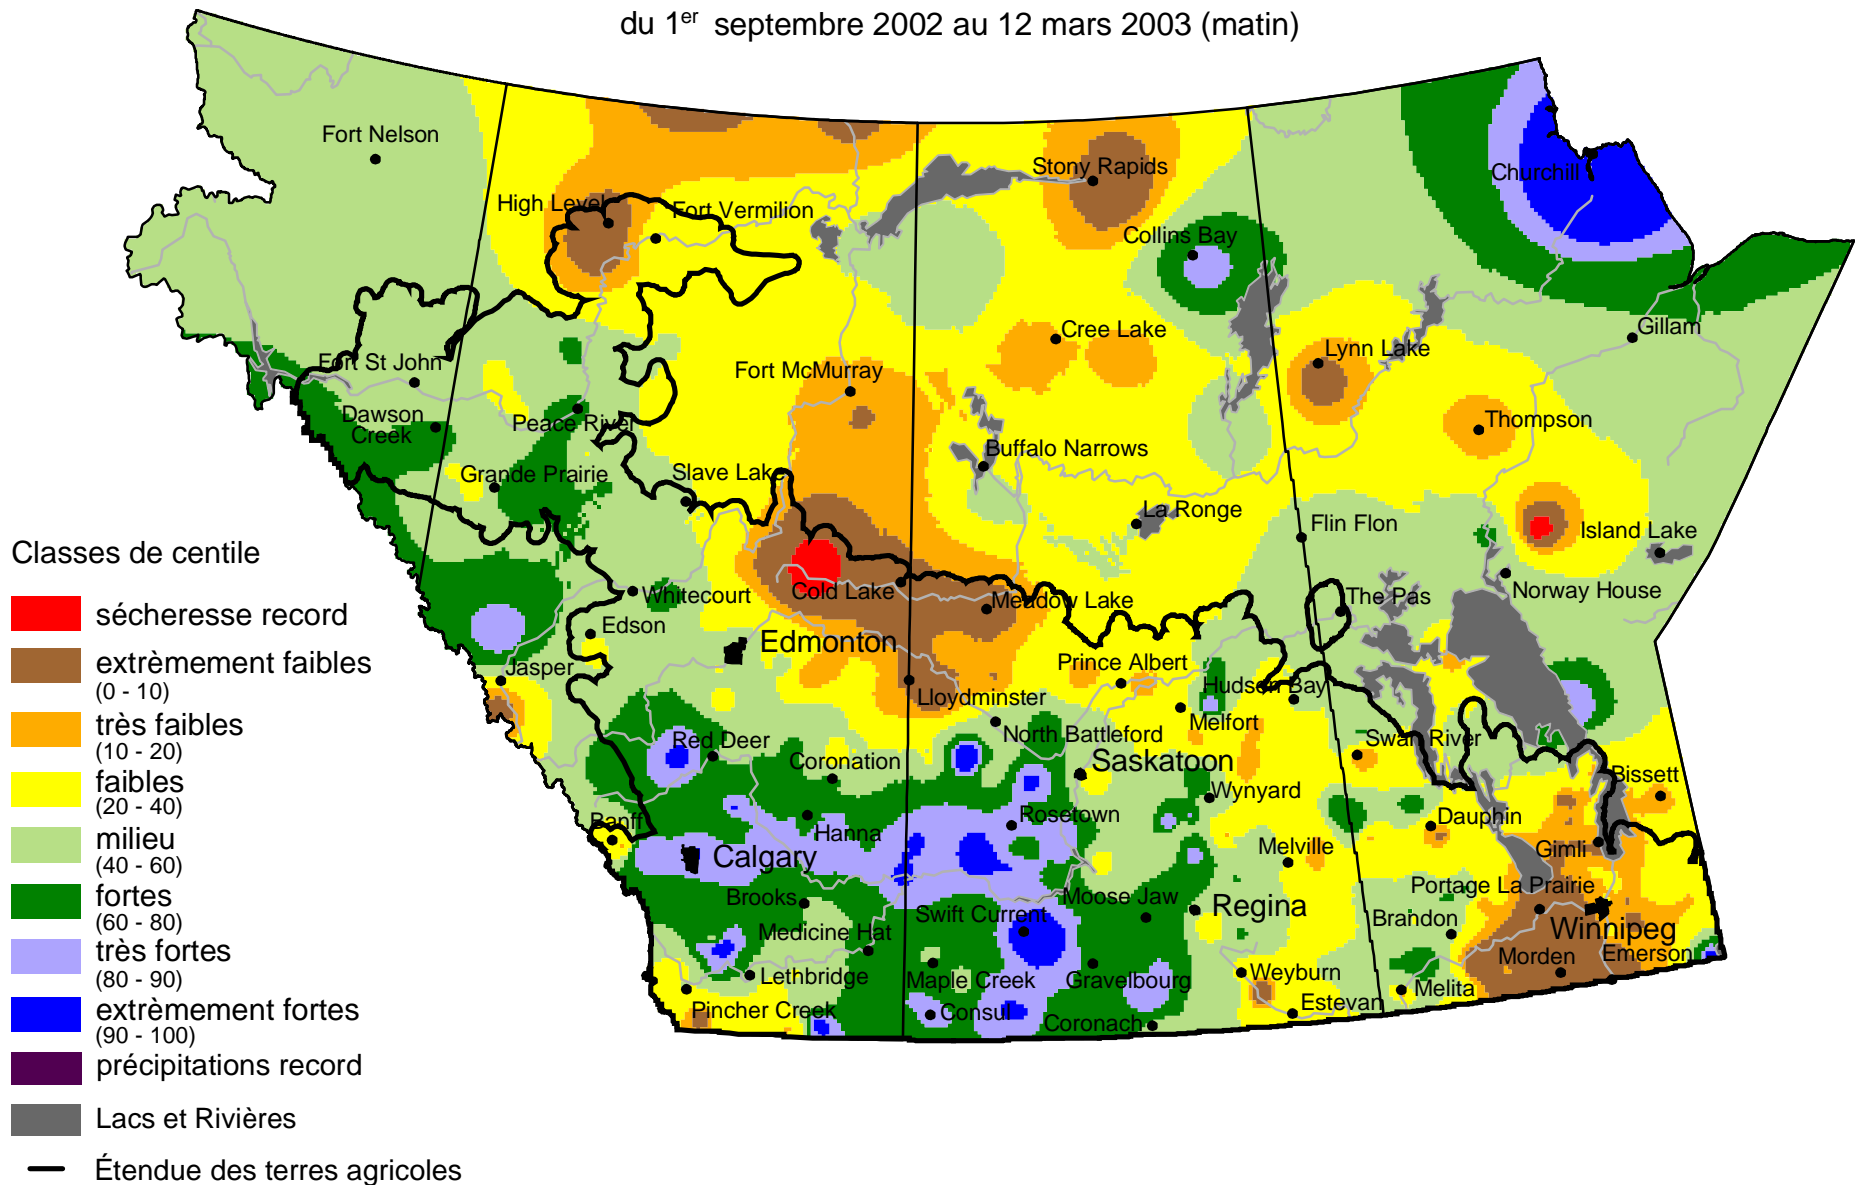 du 1er septembre 2002 au 12 mars 2003 (matin)
Fort Nelson
Churchill
Stony Rapids
High Level
Fort Vermilion
Collins Bay
Gillam
Cree Lake
Lynn Lake
Fort St John
Fort McMurray
Dawson
Creek
Peace River
Thompson
Buffalo Narrows
Grande Prairie
Slave Lake
La Ronge
Flin Flon
Island Lake
Cold Lake
Whitecourt
Meadow Lake
The Pas
Norway House
Edson
Edmonton
Jasper
Prince Albert
Lloydminster
Hudson Bay
Melfort
North Battleford
Red Deer
Swan River
Coronation
Saskatoon
Bissett
Wynyard
Banff
Hanna
Rosetown
Dauphin
Calgary
Melville
Gimli
Brooks
Moose Jaw
Portage La Prairie
Swift Current
Regina
Brandon
Medicine Hat
Winnipeg
Lethbridge
Maple Creek
Gravelbourg
Weyburn
Morden
Emerson
Pincher Creek
Consul
Coronach
Estevan
Melita
Classes de centile
sécheresse record
extrèmement faibles
(0 - 10)
très faibles
(10 - 20)
faibles
(20 - 40)
milieu
(40 - 60)
fortes
(60 - 80)
très fortes
(80 - 90)
extrèmement fortes
(90 - 100)
précipitations record
Lacs et Rivières
Étendue des terres agricoles